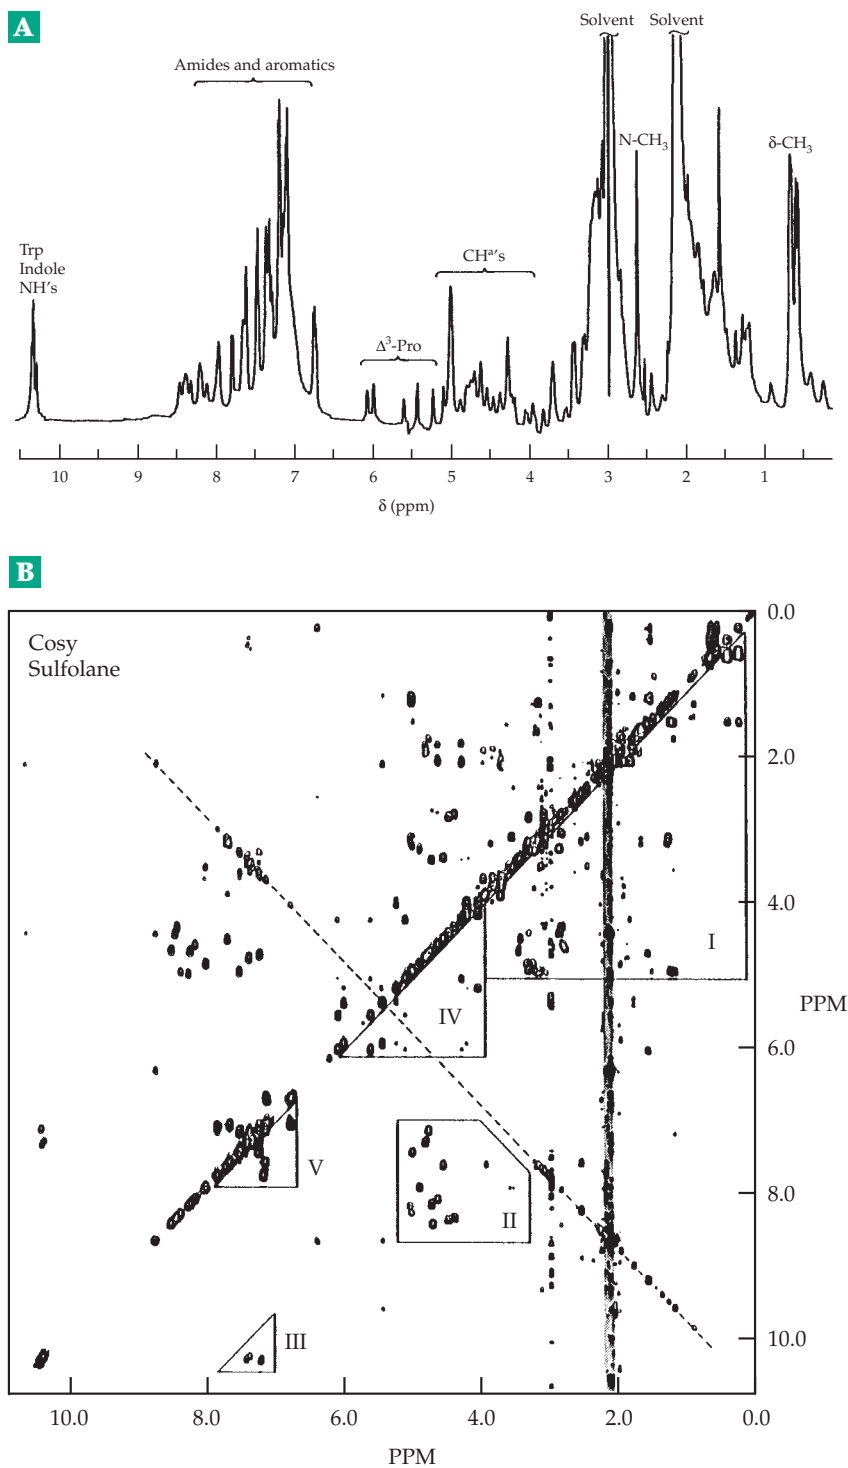 A
Solvent
Solvent
Amides and aromatics
N-CH3
δ-CH3
Trp
Indole
NH's
CHᵃ's
Δ³-Pro
10 9 8 7 6 5 4 3 2 1
δ (ppm)
B
Cosy
Sulfolane
0.0
2.0
4.0
I
IV
PPM
6.0
V
8.0
II
10.0
III
10.0 8.0 6.0 4.0 2.0 0.0
PPM